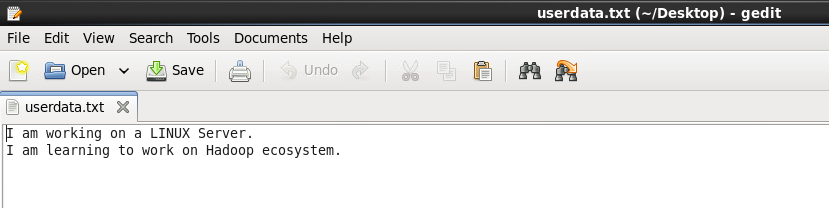 userdata.txt (~/Desktop) - gedit
File Edit View Search Tools Documents Help
Open Save Undo
userdata.txt
I am working on a LINUX Server.
I am learning to work on Hadoop ecosystem.